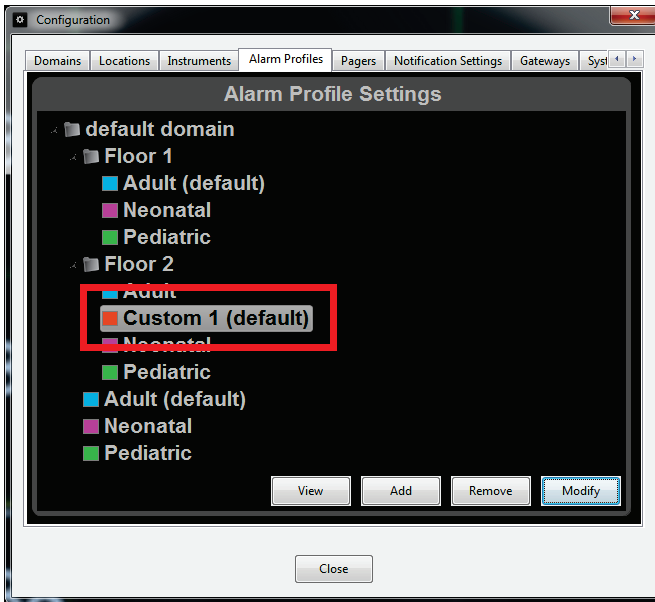 Configuration
Domains Locations Instruments Alarm Profiles Pagers Notification Settings Gateways Syst
Alarm Profile Settings
default domain
Floor 1
Adult (default)
Neonatal
Pediatric
Floor 2
Adult
Custom 1 (default)
Neonatal
Pediatric
Adult (default)
Neonatal
Pediatric
View Add Remove Modify
Close